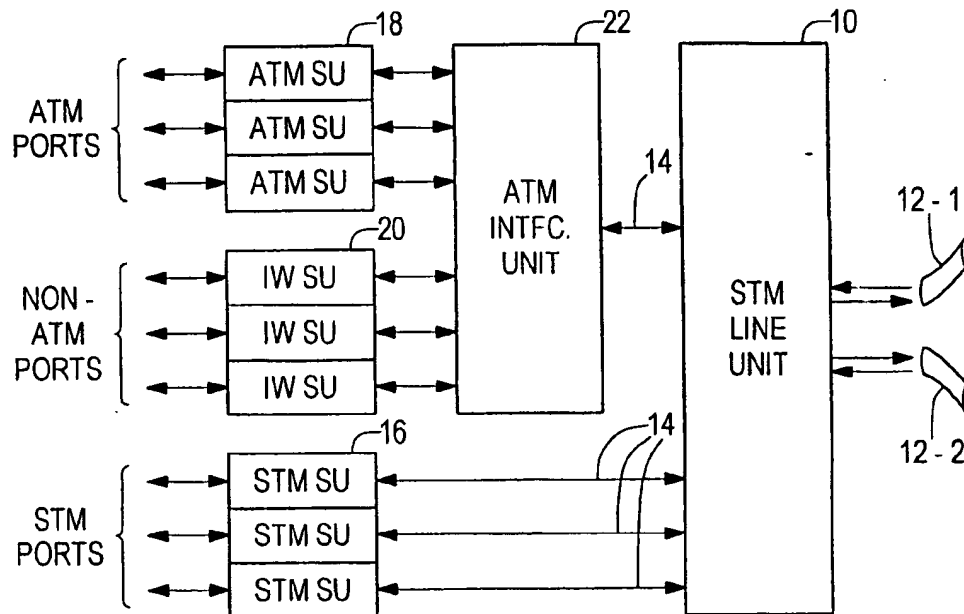 18
22
10
ATM
PORTS
ATM SU
ATM SU
ATM SU
ATM
INTFC.
UNIT
14
12 - 1
20
NON -
ATM
PORTS
IW SU
IW SU
IW SU
STM
LINE
UNIT
12 - 2
16
14
STM
PORTS
STM SU
STM SU
STM SU